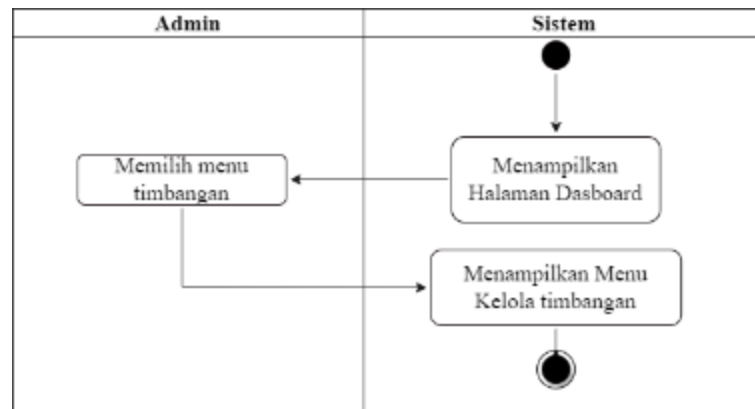 Admin
Sistem
Menampilkan
Halaman Dasboard
Memilih menu
timbangan
Menampilkan Menu
Kelola timbangan